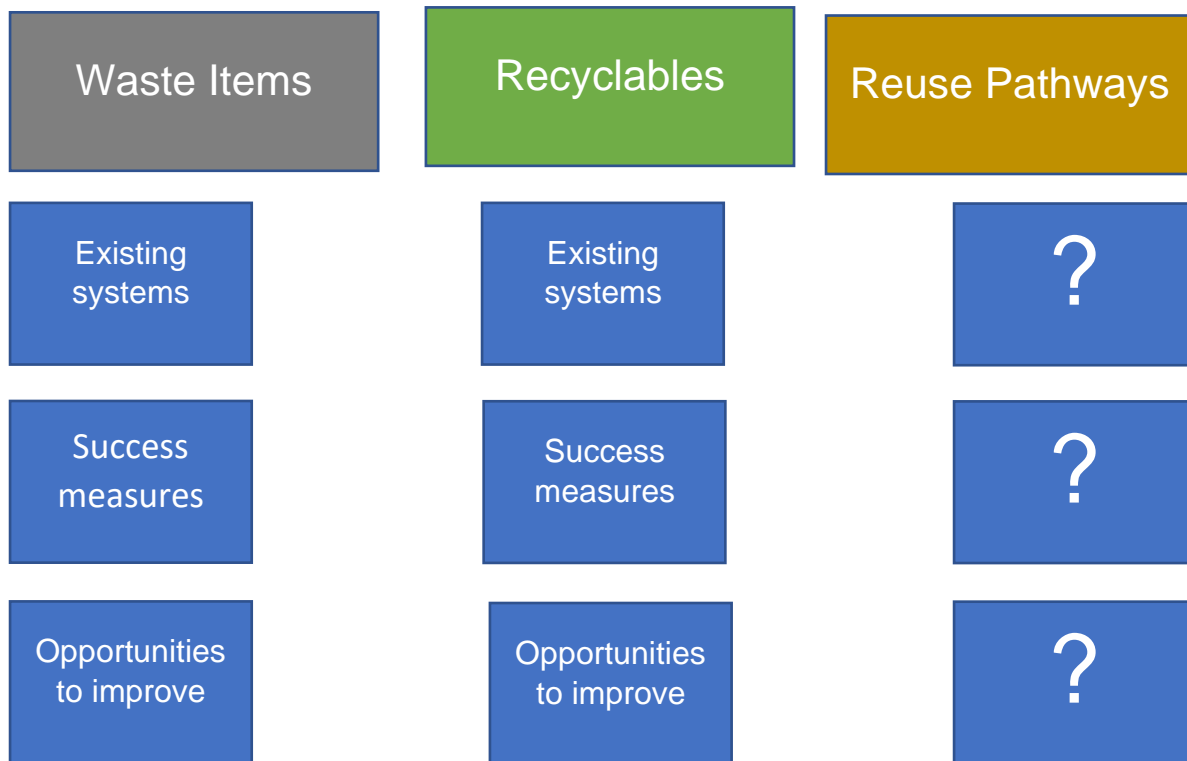 Waste Items
Recyclables
Reuse Pathways
Existing
systems
Existing
systems
?
Success
measures
Success
measures
?
Opportunities
to improve
Opportunities
to improve
?